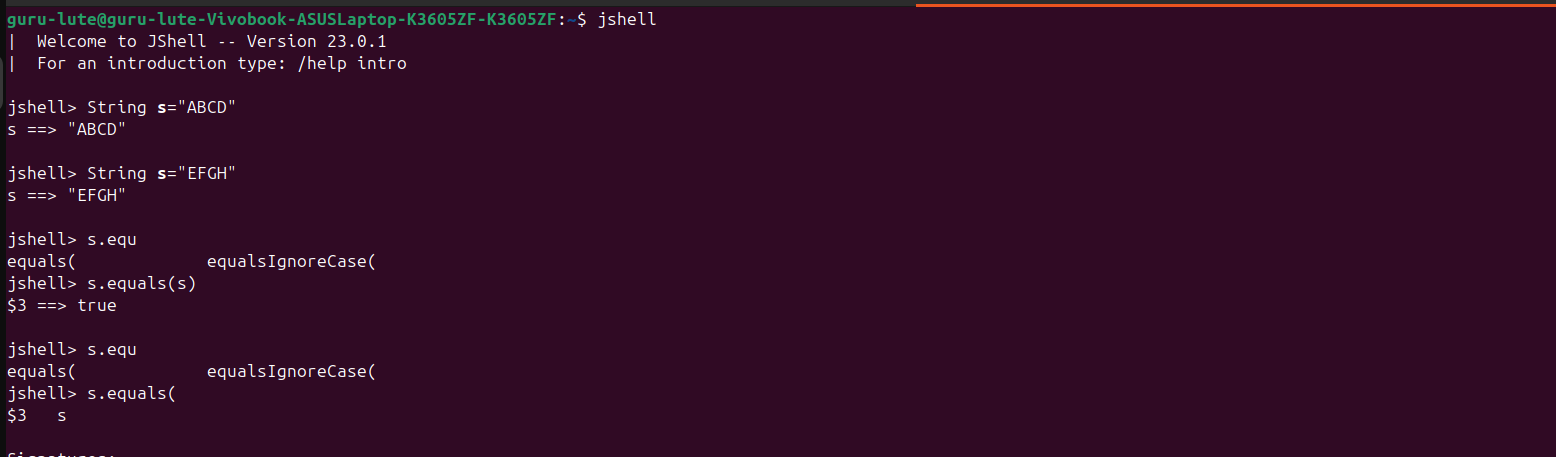 guru-lute@guru-lute-Vivobook-ASUSLaptop-K3605ZF-K3605ZF:~$ jshell
|  Welcome to JShell -- Version 23.0.1
|  For an introduction type: /help intro
jshell> String s="ABCD"
s ==> "ABCD"
jshell> String s="EFGH"
s ==> "EFGH"
jshell> s.equ
equals(             equalsIgnoreCase(
jshell> s.equals(s)
$3 ==> true
jshell> s.equ
equals(             equalsIgnoreCase(
jshell> s.equals(
$3   s